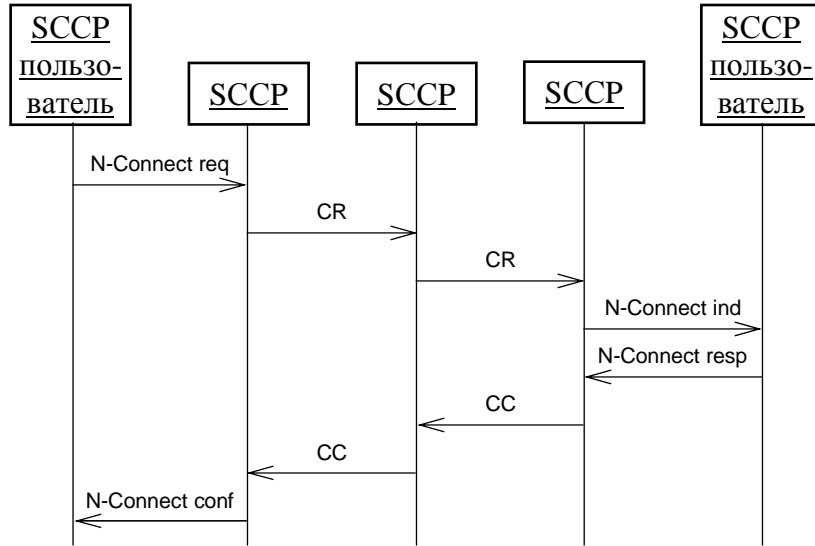 SCCP
пользо-
ватель
SCCP
SCCP
SCCP
SCCP
пользо-
ватель
N-Connect req
CR
CR
N-Connect ind
N-Connect resp
CC
CC
N-Connect conf